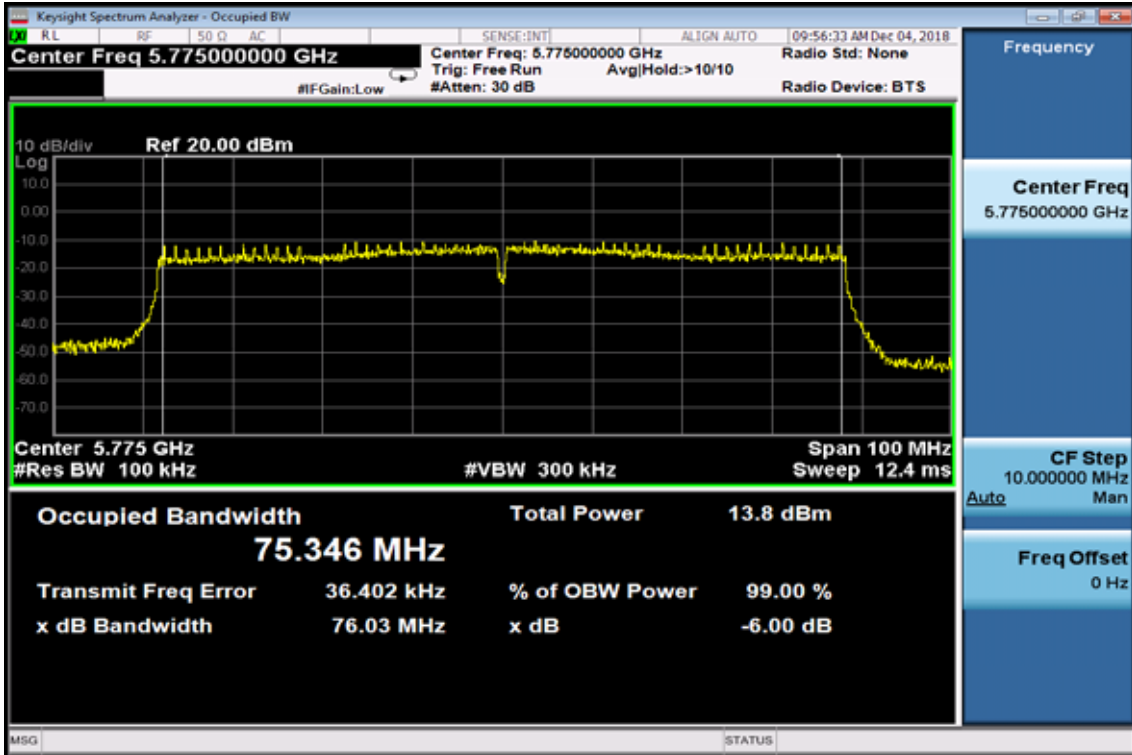 Keysight Spectrum Analyzer - Occupied BW
LXI RL RF 50 Ω AC SENSE:INT ALIGN AUTO 09:56:33 AM Dec 04, 2018
Center Freq 5.775000000 GHz
Center Freq: 5.775000000 GHz Radio Std: None
Trig: Free Run Avg|Hold:>10/10
#IFGain:Low #Atten: 30 dB Radio Device: BTS
10 dB/div Ref 20.00 dBm
Log
10.0
0.00
-10.0
-20.0
-30.0
-40.0
-50.0
-60.0
-70.0
Center 5.775 GHz Span 100 MHz
#Res BW 100 kHz #VBW 300 kHz Sweep 12.4 ms
Occupied Bandwidth Total Power 13.8 dBm
75.346 MHz
Transmit Freq Error 36.402 kHz % of OBW Power 99.00 %
x dB Bandwidth 76.03 MHz x dB -6.00 dB
Frequency
Center Freq
5.775000000 GHz
CF Step
10.000000 MHz
Auto Man
Freq Offset
0 Hz
MSG STATUS